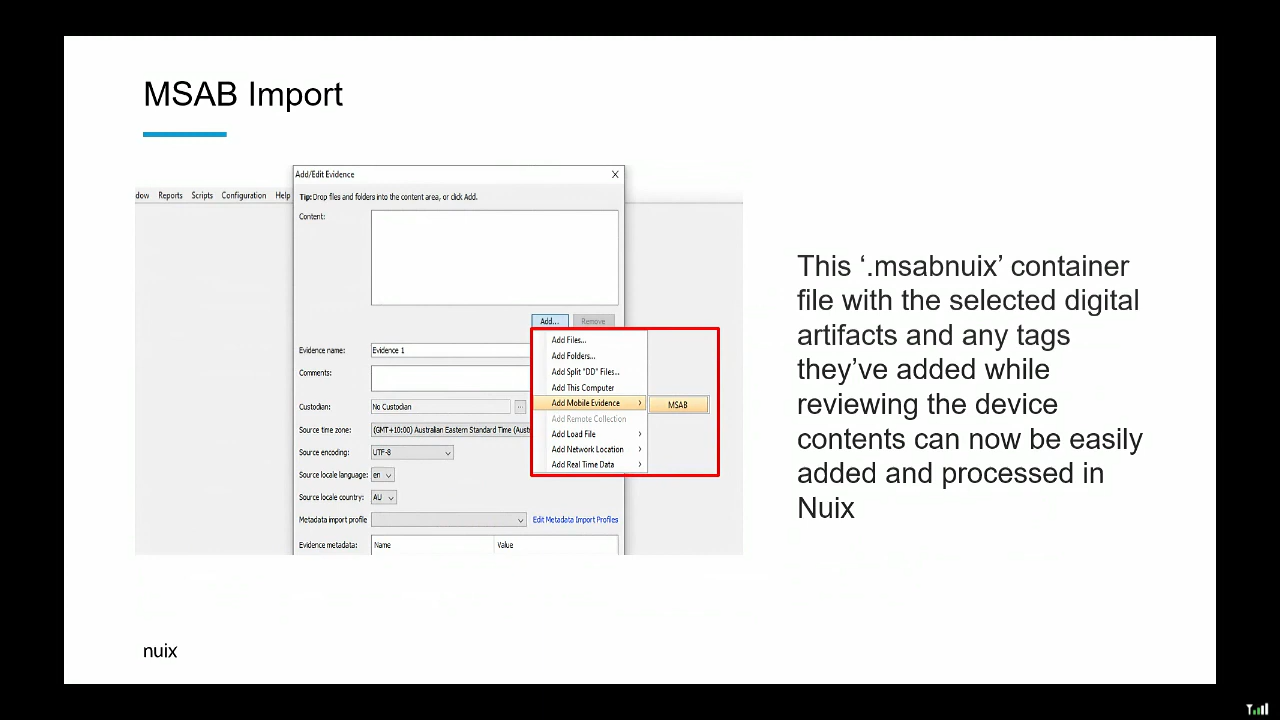 MSAB Import
Add/Edit Evidence
dow Reports Scripts Configuration Help
Tip: Drop files and folders into the content area, or click Add.
Content:
Add... Remove
Add Files...
Add Folders...
Add Split "DD" Files...
Add This Computer
Add Mobile Evidence
MSAB
Add Remote Collection
Add Load File
Add Network Location
Add Real Time Data
Evidence name: Evidence 1
Comments:
Custodian: No Custodian ...
Source time zone: (GMT+10:00) Australian Eastern Standard Time (Aust
Source encoding: UTF-8
Source locale language: en
Source locale country: AU
Metadata import profile Edit Metadata Import Profiles
Evidence metadata: Name Value
This ‘.msabnuix’ container
file with the selected digital
artifacts and any tags
they’ve added while
reviewing the device
contents can now be easily
added and processed in
Nuix
nuix